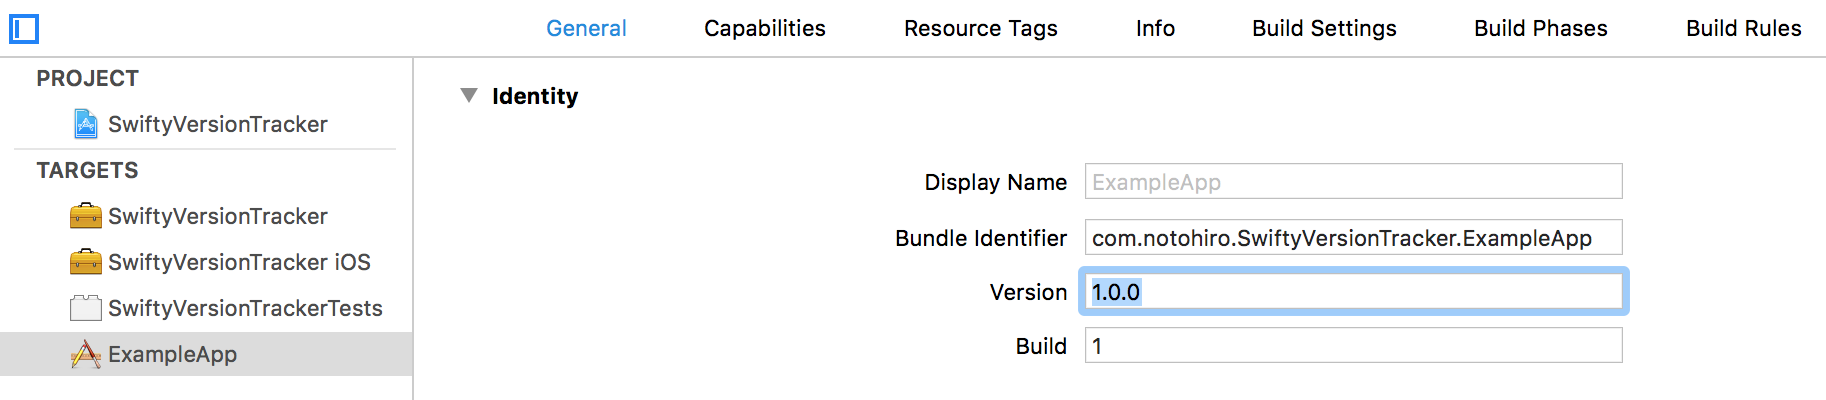 General Capabilities Resource Tags Info Build Settings Build Phases Build Rules
PROJECT
SwiftyVersionTracker
TARGETS
SwiftyVersionTracker
SwiftyVersionTracker iOS
SwiftyVersionTrackerTests
ExampleApp
Identity
Display Name ExampleApp
Bundle Identifier com.notohiro.SwiftyVersionTracker.ExampleApp
Version 1.0.0
Build 1